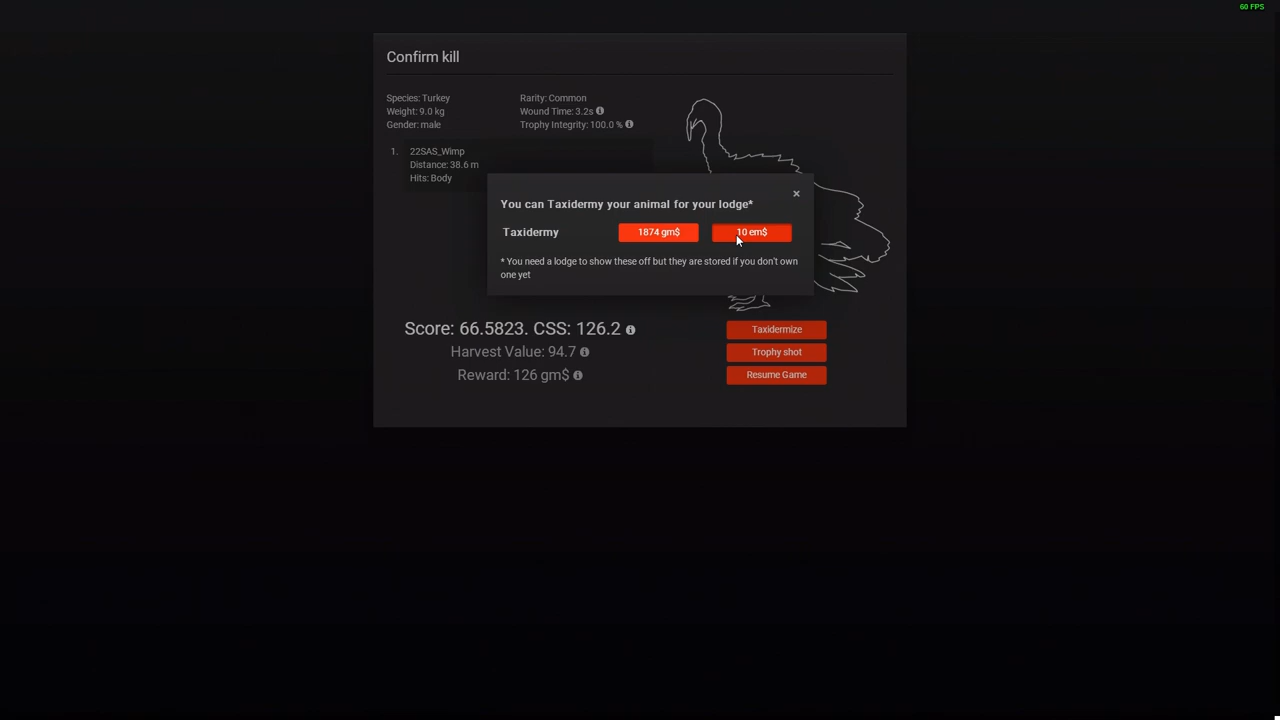 60 FPS
Confirm kill
Species: Turkey
Weight: 9.0 kg
Gender: male
Rarity: Common
Wound Time: 3.2s
Trophy Integrity: 100.0 %
1. 22SAS_Wimp
Distance: 38.6 m
Hits: Body
×
You can Taxidermy your animal for your lodge*
Taxidermy 1874 gm$ 10 em$
* You need a lodge to show these off but they are stored if you don't own
one yet
Score: 66.5823. CSS: 126.2
Harvest Value: 94.7
Reward: 126 gm$
Taxidermize
Trophy shot
Resume Game